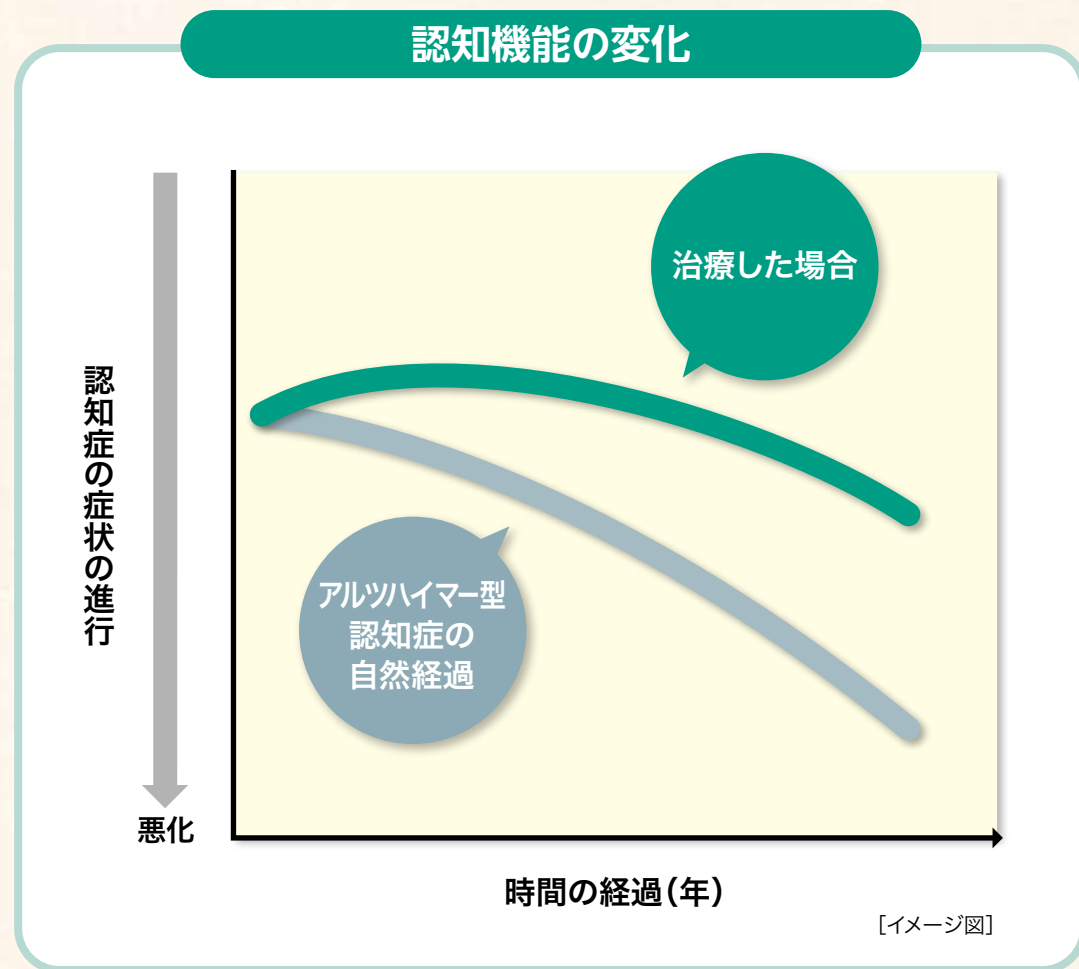 認知機能の変化
治療した場合
認知症の症状の進行
アルツハイマー型
認知症の
自然経過
悪化
時間の経過(年)
[イメージ図]